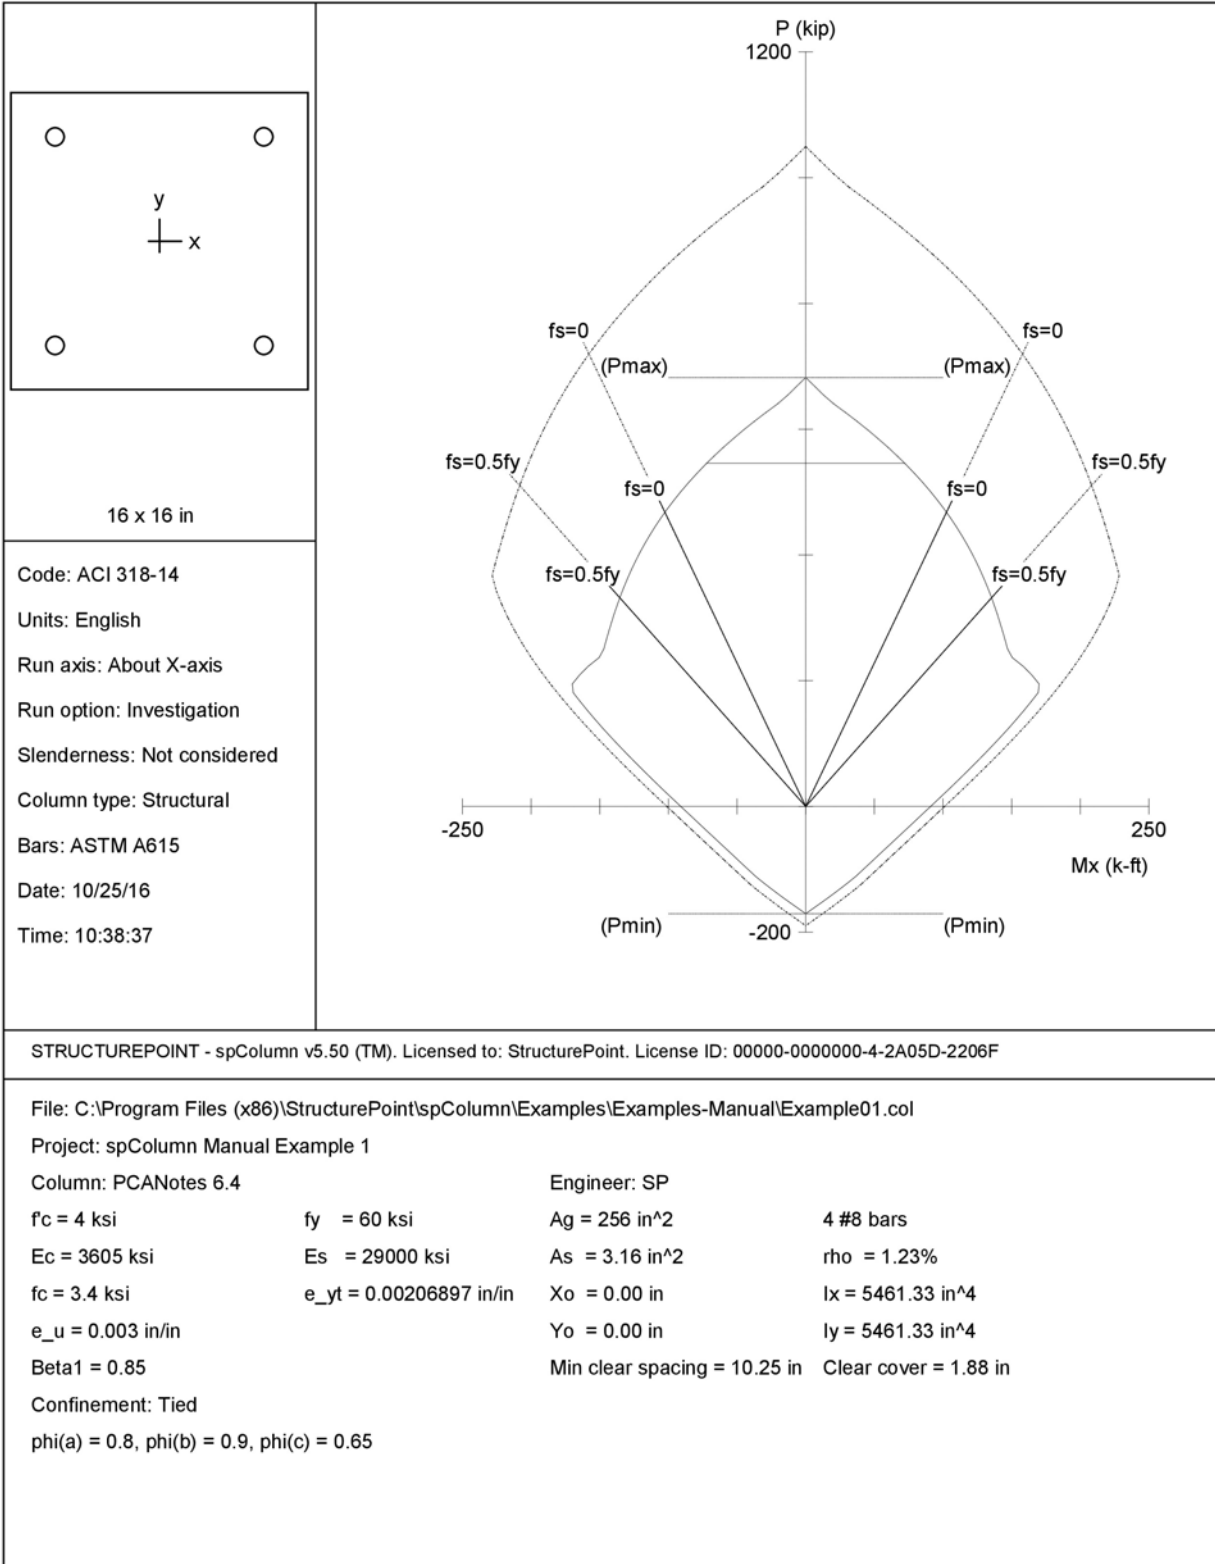 y
x
16 x 16 in
Code: ACI 318-14
Units: English
Run axis: About X-axis
Run option: Investigation
Slenderness: Not considered
Column type: Structural
Bars: ASTM A615
Date: 10/25/16
Time: 10:38:37
P (kip)
1200
fs=0
fs=0
(Pmax)
(Pmax)
fs=0.5fy
fs=0.5fy
fs=0
fs=0
fs=0.5fy
fs=0.5fy
-250
250
Mx (k-ft)
(Pmin)
-200
(Pmin)
STRUCTUREPOINT - spColumn v5.50 (TM). Licensed to: StructurePoint. License ID: 00000-0000000-4-2A05D-2206F
File: C:\Program Files (x86)\StructurePoint\spColumn\Examples\Examples-Manual\Example01.col
Project: spColumn Manual Example 1
Column: PCANotes 6.4 Engineer: SP
f'c = 4 ksi fy = 60 ksi Ag = 256 in^2 4 #8 bars
Ec = 3605 ksi Es = 29000 ksi As = 3.16 in^2 rho = 1.23%
fc = 3.4 ksi e_yt = 0.00206897 in/in Xo = 0.00 in Ix = 5461.33 in^4
e_u = 0.003 in/in Yo = 0.00 in Iy = 5461.33 in^4
Beta1 = 0.85 Min clear spacing = 10.25 in Clear cover = 1.88 in
Confinement: Tied
phi(a) = 0.8, phi(b) = 0.9, phi(c) = 0.65